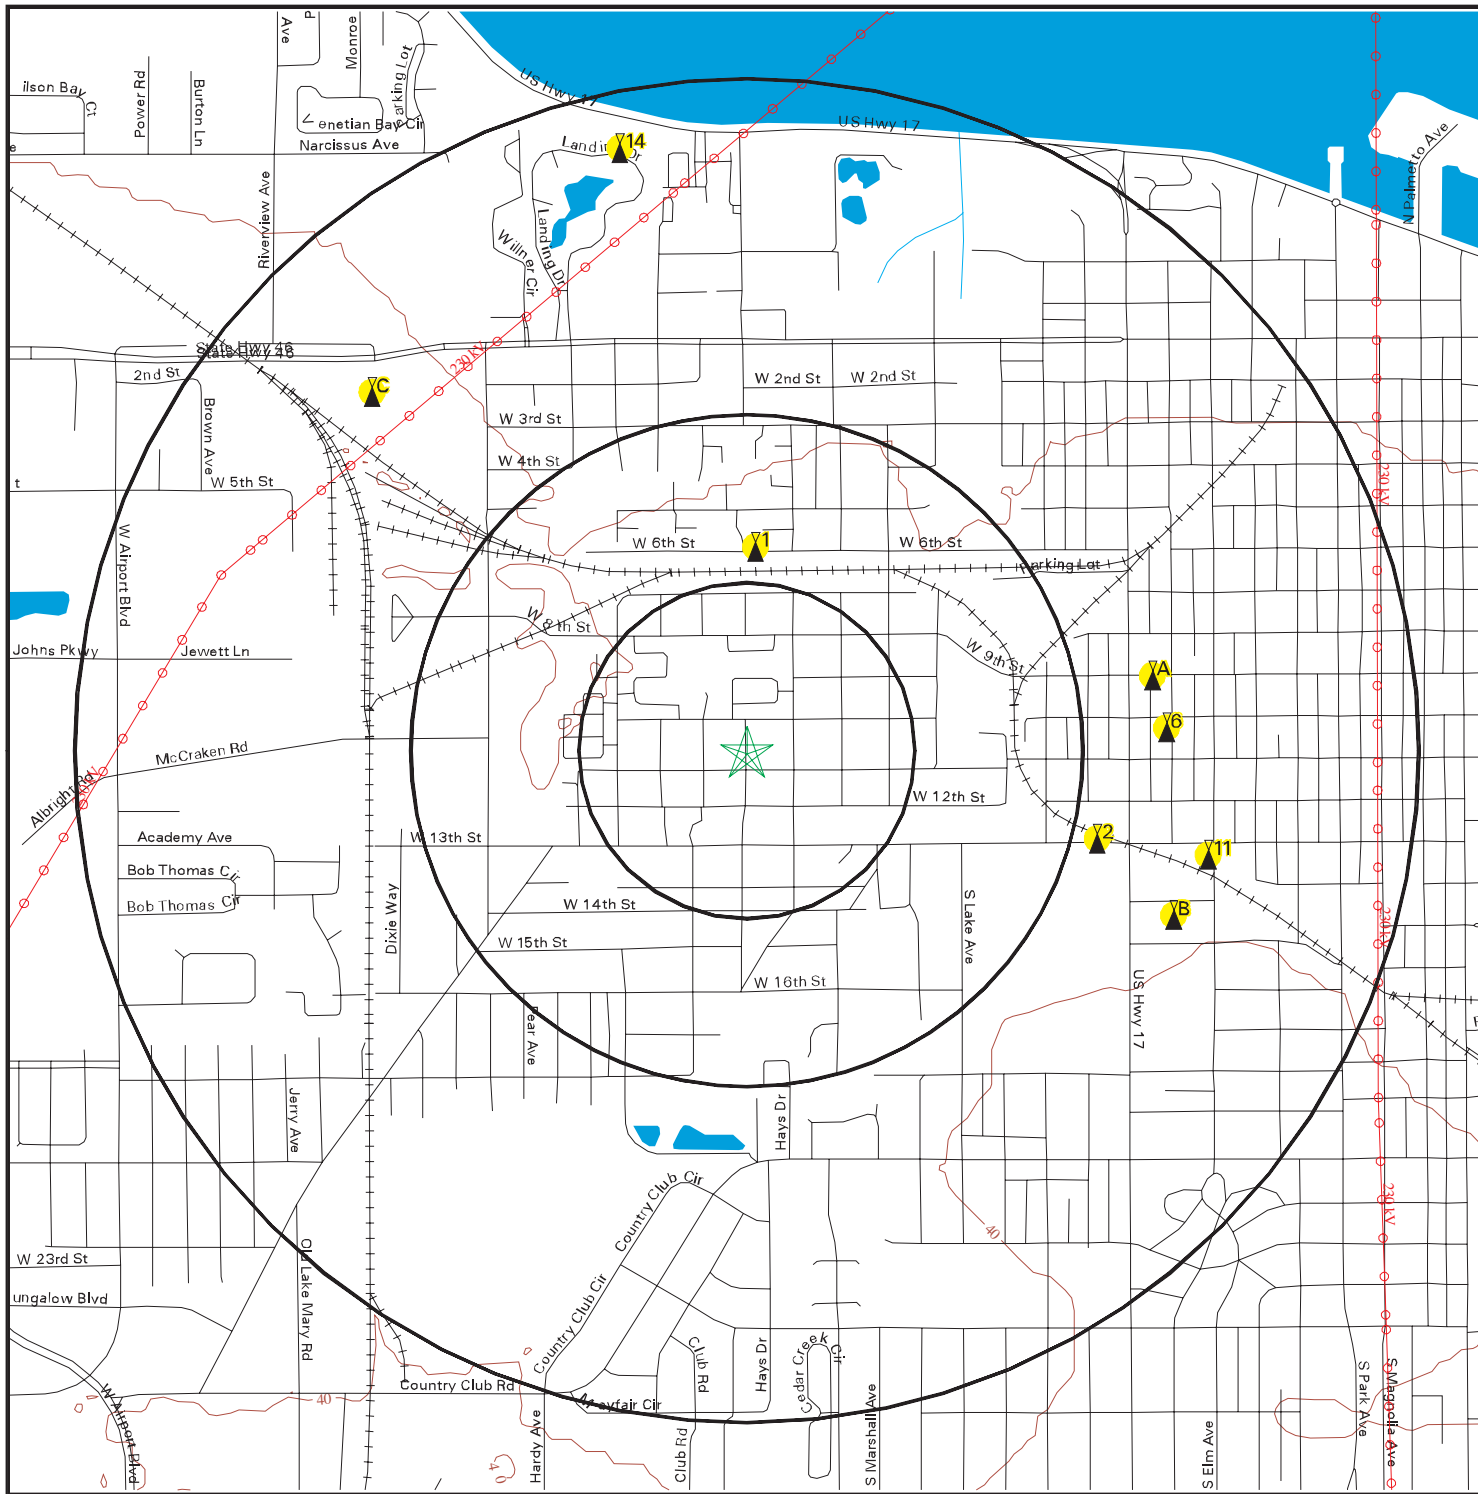 Ave
P
Monroe
Parking Lot
US Hwy 17
ilson Bay Ct
Power Rd
Burton Ln
enetian Bay Cir
Narcissus Ave
e
Landing Dr
14
US Hwy 17
N Palmetto Ave
Riverview Ave
Willner Cir
Landing Dr
State Hwy 46
State Hwy 46
230 kV
2nd St
C
W 2nd St
W 2nd St
Brown Ave
W 3rd St
W 4th St
t
W 5th St
230 kV
W Airport Blvd
W 6th St
1
W 6th St
Parking Lot
W 8th St
Johns Pkwy
Jewett Ln
W 9th St
A
6
McCraken Rd
Albright Rd
kV
W 12th St
Academy Ave
W 13th St
2
11
Bob Thomas Cir
Bob Thomas Cir
Dixie Way
W 14th St
S Lake Ave
B
230 kV
W 15th St
W 16th St
US Hwy 17
Bear Ave
Jerry Ave
Hays Dr
Country Club Cir
230 kV
40
W 23rd St
Old Lake Mary Rd
ungalow Blvd
Country Club Cir
Club Rd
Hays Dr
Cedar Creek Cir
S Park Ave
S Magnolia Ave
W Airport Blvd
40
Country Club Rd
Mayfair Cir
Hardy Ave
40
Club Rd
S Marshall Ave
S Elm Ave